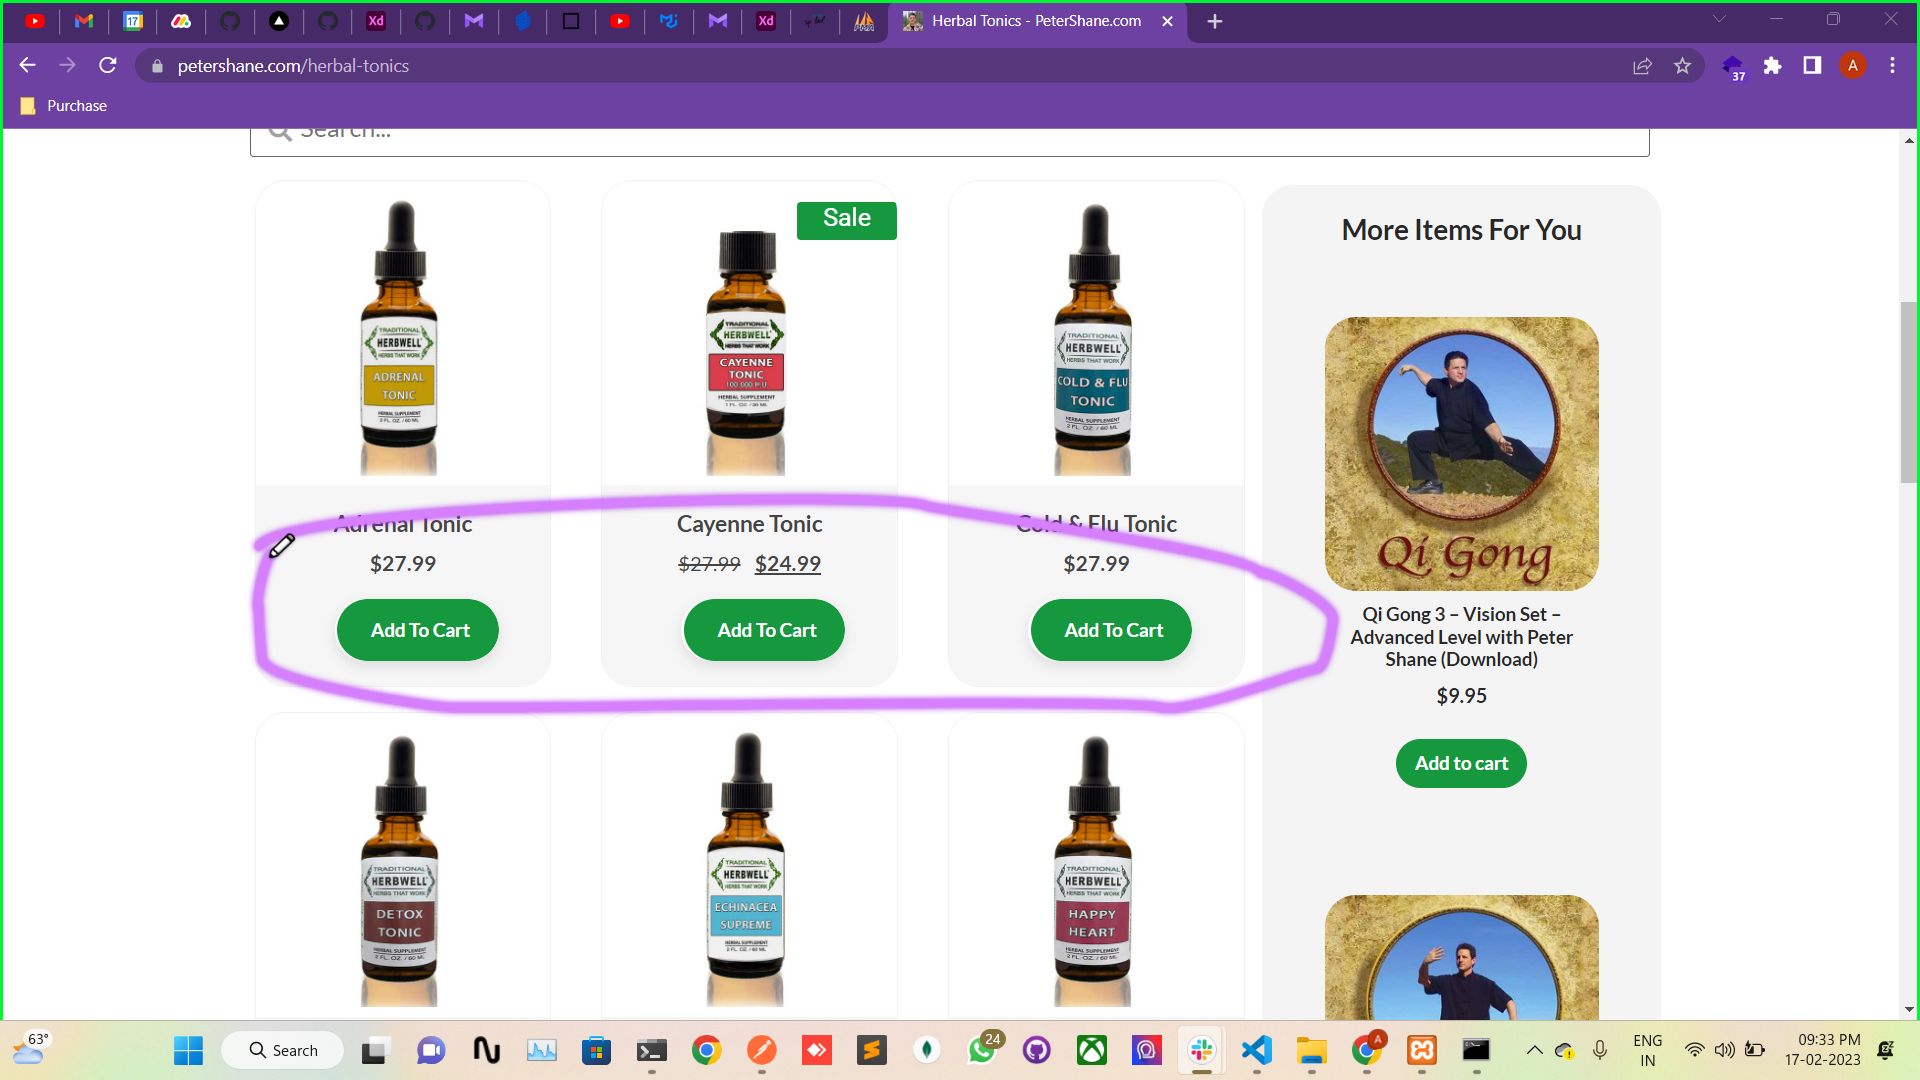 Herbal Tonics - PeterShane.com
petershane.com/herbal-tonics
37
A
Purchase
Search...
Sale
TRADITIONAL
HERBWELL
HERBS THAT WORK
ADRENAL
TONIC
HERBAL SUPPLEMENT
2 FL. OZ. / 60 ML
TRADITIONAL
HERBWELL
HERBS THAT WORK
CAYENNE
TONIC
HERBAL SUPPLEMENT
TRADITIONAL
HERBWELL
HERBS THAT WORK
COLD & FLU
TONIC
HERBAL SUPPLEMENT
2 FL. OZ. / 60 ML
Adrenal Tonic
$27.99
Add To Cart
Cayenne Tonic
$27.99 $24.99
Add To Cart
Cold & Flu Tonic
$27.99
Add To Cart
TRADITIONAL
HERBWELL
HERBS THAT WORK
DETOX
TONIC
HERBAL SUPPLEMENT
2 FL. OZ. / 60 ML
TRADITIONAL
HERBWELL
HERBS THAT WORK
ECHINACEA
SUPREME
HERBAL SUPPLEMENT
2 FL. OZ. / 60 ML
TRADITIONAL
HERBWELL
HERBS THAT WORK
HAPPY
HEART
HERBAL SUPPLEMENT
2 FL. OZ. / 60 ML
More Items For You
Qi Gong
Qi Gong 3 – Vision Set –
Advanced Level with Peter
Shane (Download)
$9.95
Add to cart
63°
Search
24
A
ENG
IN
09:33 PM
17-02-2023